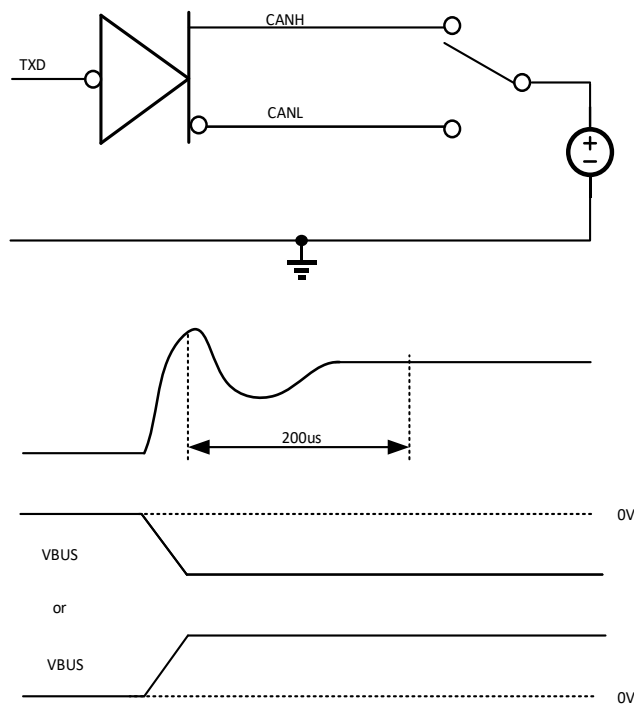 CANH
TXD
CANL
+
−
200us
0V
VBUS
or
VBUS
0V